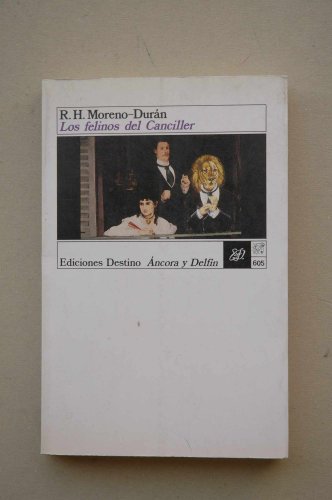 R. H. Moreno-Durán
Los felinos del Canciller
Ediciones Destino Áncora y Delfín
605